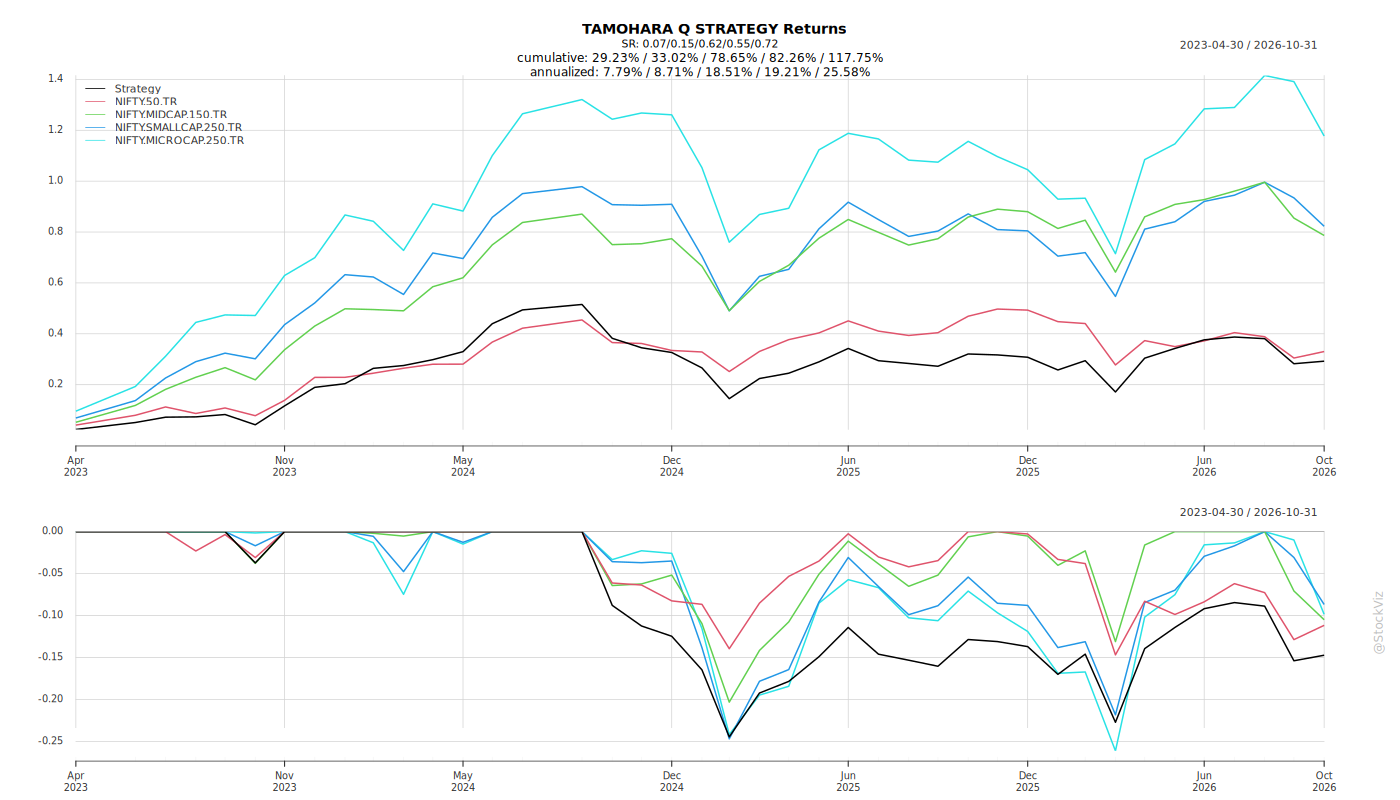 TAMOHARA Q STRATEGY Returns
SR: 0.07/0.15/0.62/0.55/0.72
cumulative: 29.23% / 33.02% / 78.65% / 82.26% / 117.75%
annualized: 7.79% / 8.71% / 18.51% / 19.21% / 25.58%
2023-04-30 / 2026-10-31
Strategy
NIFTY.50.TR
NIFTY.MIDCAP.150.TR
NIFTY.SMALLCAP.250.TR
NIFTY.MICROCAP.250.TR
1.4
1.2
1.0
0.8
0.6
0.4
0.2
Apr Nov May Dec Jun Dec Jun Oct
2023 2023 2024 2024 2025 2025 2026 2026
2023-04-30 / 2026-10-31
0.00
-0.05
-0.10
-0.15
-0.20
-0.25
Apr Nov May Dec Jun Dec Jun Oct
2023 2023 2024 2024 2025 2025 2026 2026
@StockViz